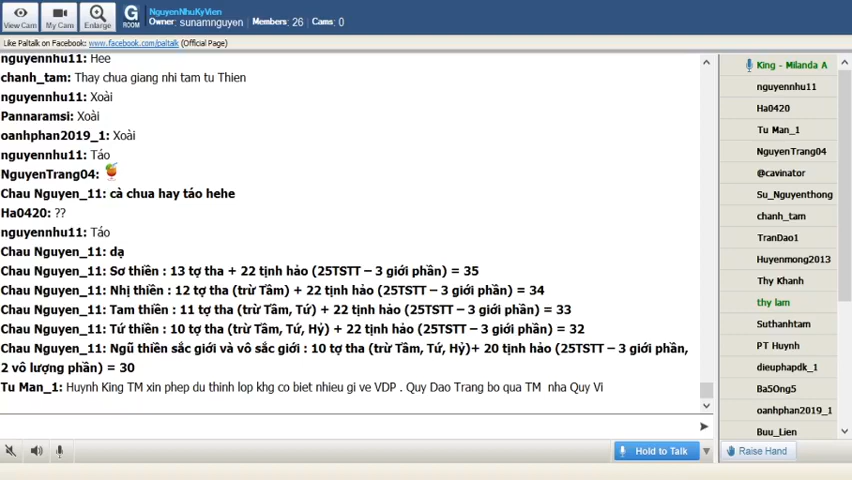 NguyenNhuKyVien
Owner: sunamnguyen Members: 26 Cams: 0
View Cam My Cam Enlarge G ROOM
Like Paltalk on Facebook: www.facebook.com/paltalk (Official Page)
nguyennhu11: Hee
chanh_tam: Thay chua giang nhi tam tu Thien
nguyennhu11: Xoài
Pannaramsi: Xoài
oanhphan2019_1: Xoài
nguyennhu11: Táo
NguyenTrang04:
Chau Nguyen_11: cà chua hay táo hehe
Ha0420: ??
nguyennhu11: Táo
Chau Nguyen_11: dạ
Chau Nguyen_11: Sơ thiền : 13 tợ tha + 22 tịnh hảo (25TSTT – 3 giới phần) = 35
Chau Nguyen_11: Nhị thiền : 12 tợ tha (trừ Tầm) + 22 tịnh hảo (25TSTT – 3 giới phần) = 34
Chau Nguyen_11: Tam thiền : 11 tợ tha (trừ Tầm, Tứ) + 22 tịnh hảo (25TSTT – 3 giới phần) = 33
Chau Nguyen_11: Tứ thiền : 10 tợ tha (trừ Tầm, Tứ, Hỷ) + 22 tịnh hảo (25TSTT – 3 giới phần) = 32
Chau Nguyen_11: Ngũ thiền sắc giới và vô sắc giới : 10 tợ tha (trừ Tầm, Tứ, Hỷ)+ 20 tịnh hảo (25TSTT – 3 giới phần,
2 vô lượng phần) = 30
Tu Man_1: Huynh King TM xin phep du thinh lop khg co biet nhieu gi ve VDP . Quy Dao Trang bo qua TM nha Quy Vi
King - Milanda A
nguyennhu11
Ha0420
Tu Man_1
NguyenTrang04
@cavinator
Su_Nguyenthong
chanh_tam
TranDao1
Huyenmong2013
Thy Khanh
thy lam
Suthanhtam
PT Huynh
dieuphapdk_1
Ba5Ong5
oanhphan2019_1
Buu_Lien
Hold to Talk
Raise Hand